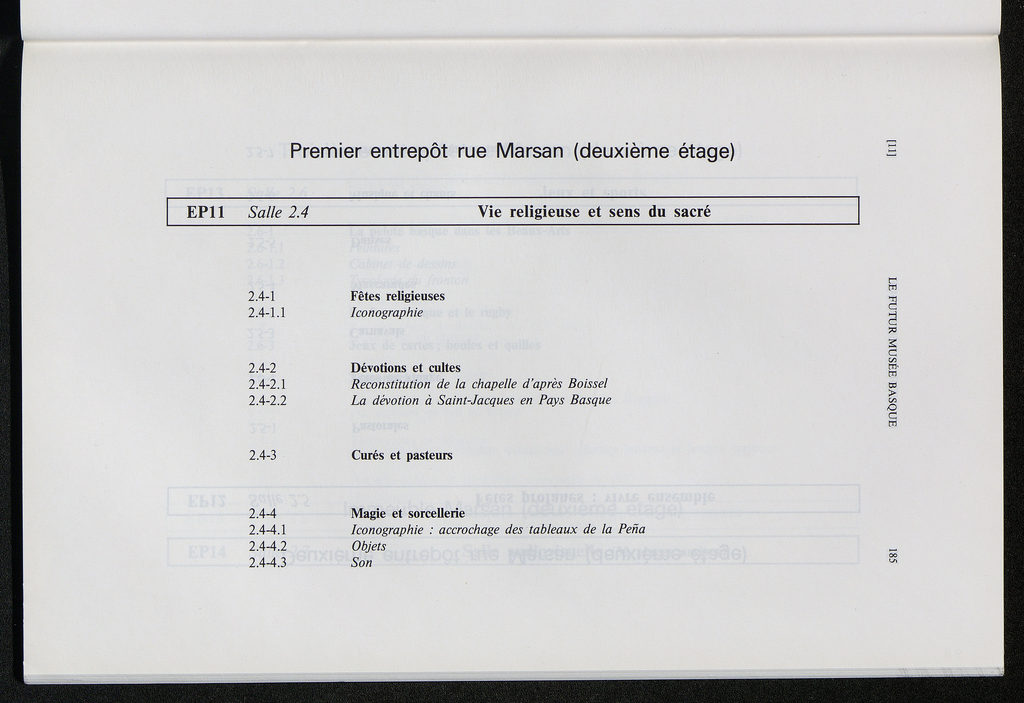 Premier entrepôt rue Marsan (deuxième étage)
[11]
EP11 Salle 2.4 Vie religieuse et sens du sacré
2.4-1 Fêtes religieuses
2.4-1.1 Iconographie
2.4-2 Dévotions et cultes
2.4-2.1 Reconstitution de la chapelle d'après Boissel
2.4-2.2 La dévotion à Saint-Jacques en Pays Basque
2.4-3 Curés et pasteurs
2.4-4 Magie et sorcellerie
2.4-4.1 Iconographie : accrochage des tableaux de la Peña
2.4-4.2 Objets
2.4-4.3 Son
LE FUTUR MUSÉE BASQUE
185